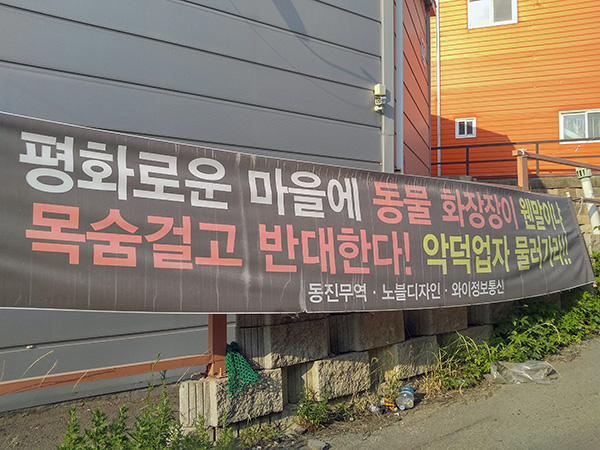 평화로운 마을에 동물 화장장이 웬말이냐
목숨걸고 반대한다! 악덕업자 물러가라!!
동진무역 · 노블디자인 · 와이정보통신